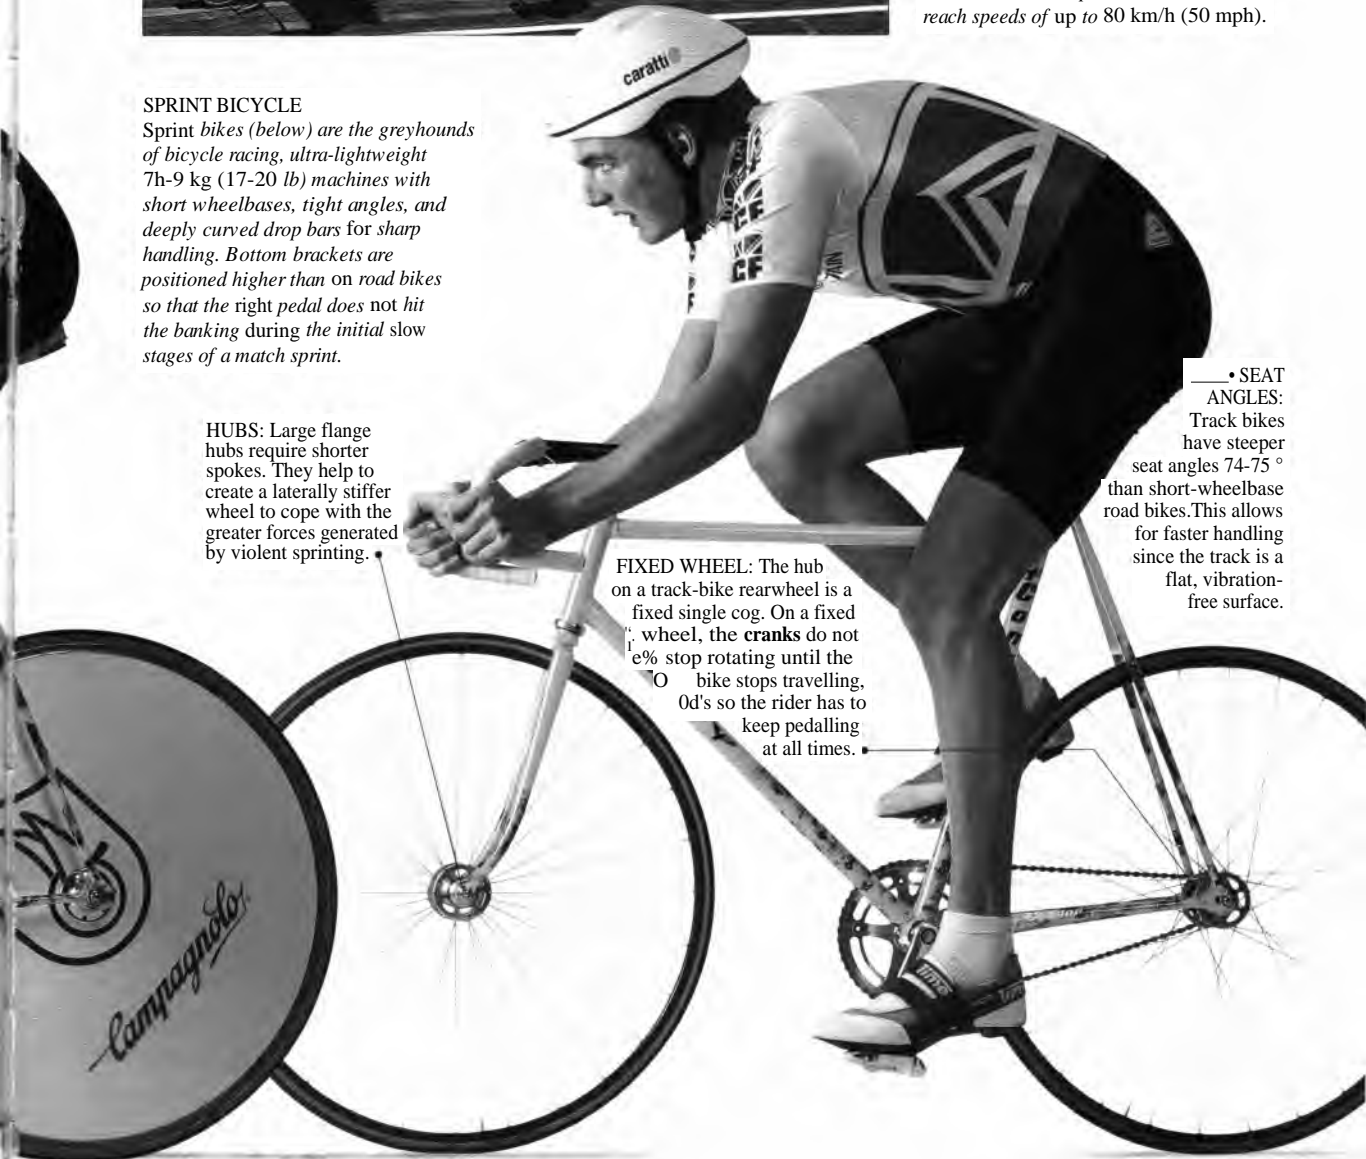 reach speeds of up to 80 km/h (50 mph).
caratti
SPRINT BICYCLE
Sprint bikes (below) are the greyhounds
of bicycle racing, ultra-lightweight
7h-9 kg (17-20 lb) machines with
short wheelbases, tight angles, and
deeply curved drop bars for sharp
handling. Bottom brackets are
positioned higher than on road bikes
so that the right pedal does not hit
the banking during the initial slow
stages of a match sprint.
CF
CF
HUBS: Large flange
hubs require shorter
spokes. They help to
create a laterally stiffer
wheel to cope with the
greater forces generated
by violent sprinting.
____• SEAT
ANGLES:
Track bikes
have steeper
seat angles 74-75 °
than short-wheelbase
road bikes.This allows
for faster handling
since the track is a
flat, vibration-
free surface.
FIXED WHEEL: The hub
on a track-bike rearwheel is a
fixed single cog. On a fixed
wheel, the cranks do not
e% stop rotating until the
O bike stops travelling,
0d's so the rider has to
keep pedalling
at all times.
Campagnolo
Time